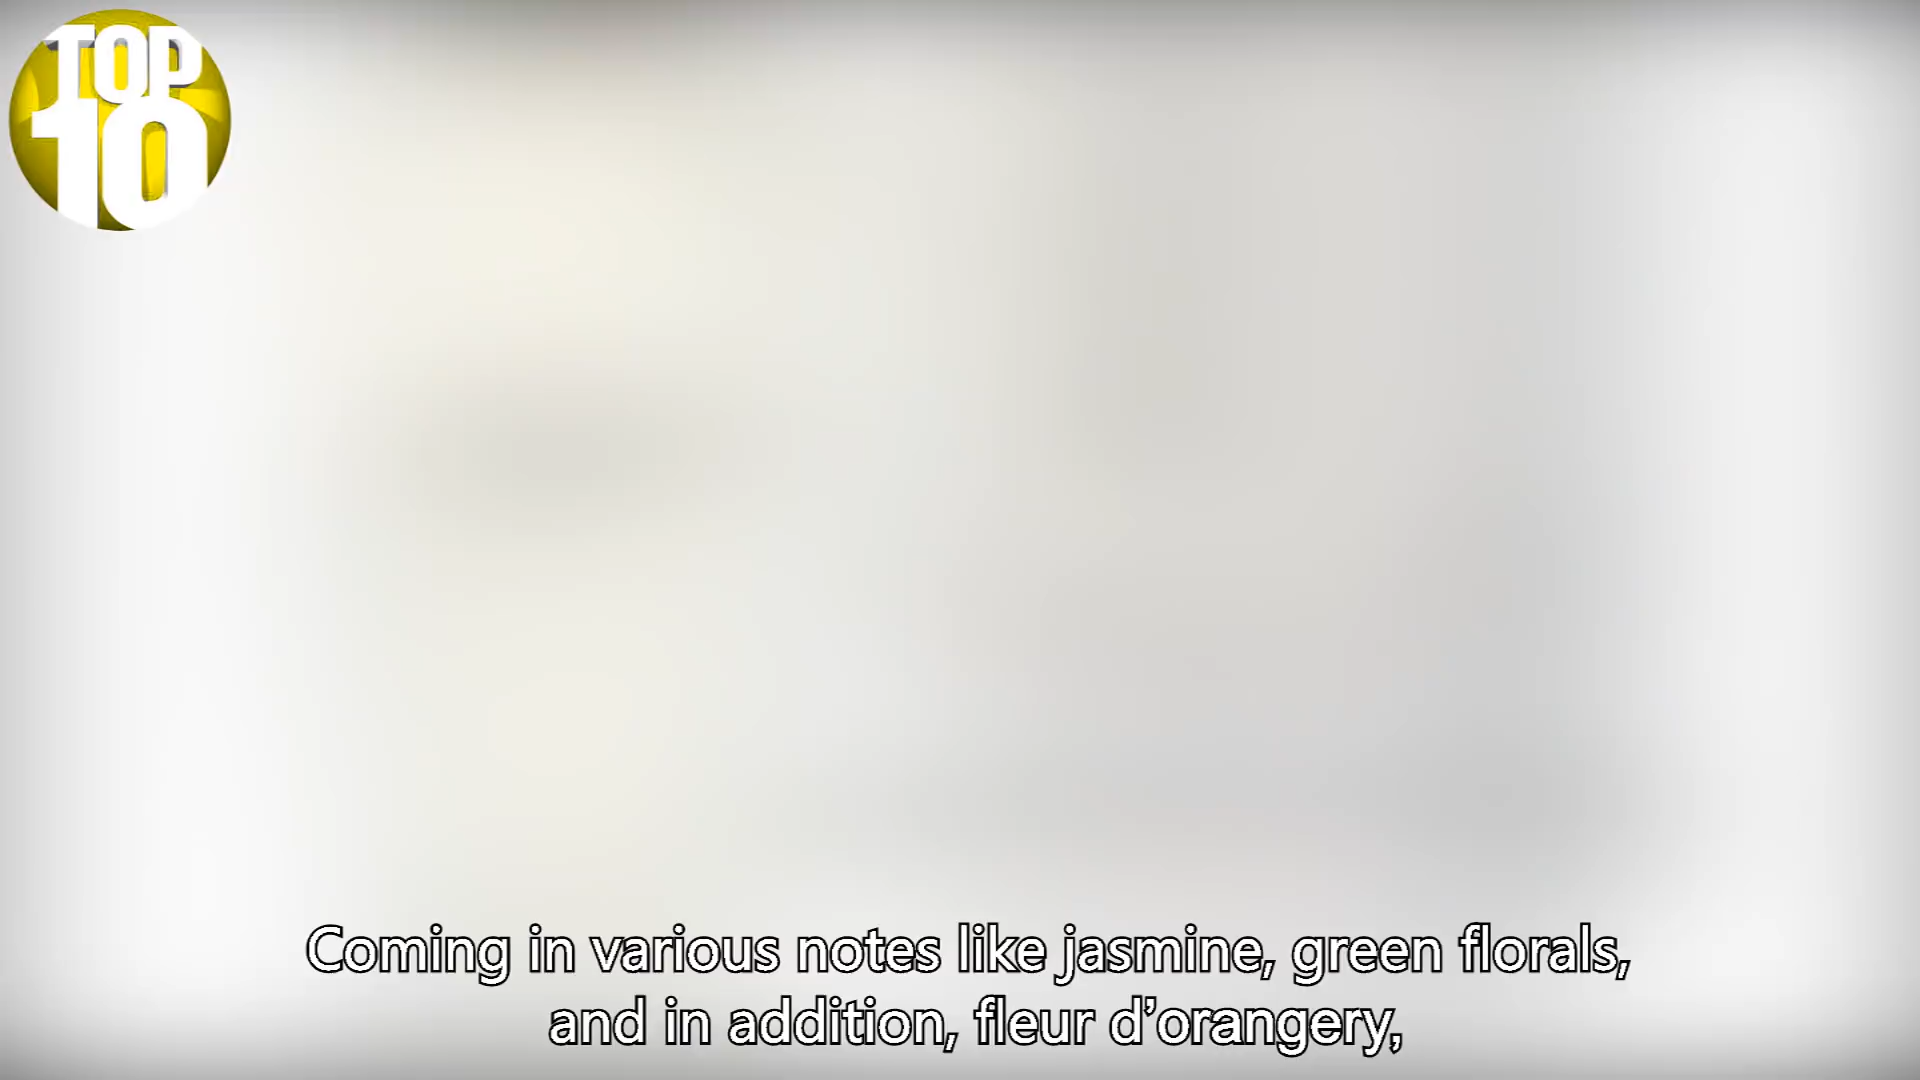 TOP
10
Coming in various notes like jasmine, green florals,
and in addition, fleur d’orangery,